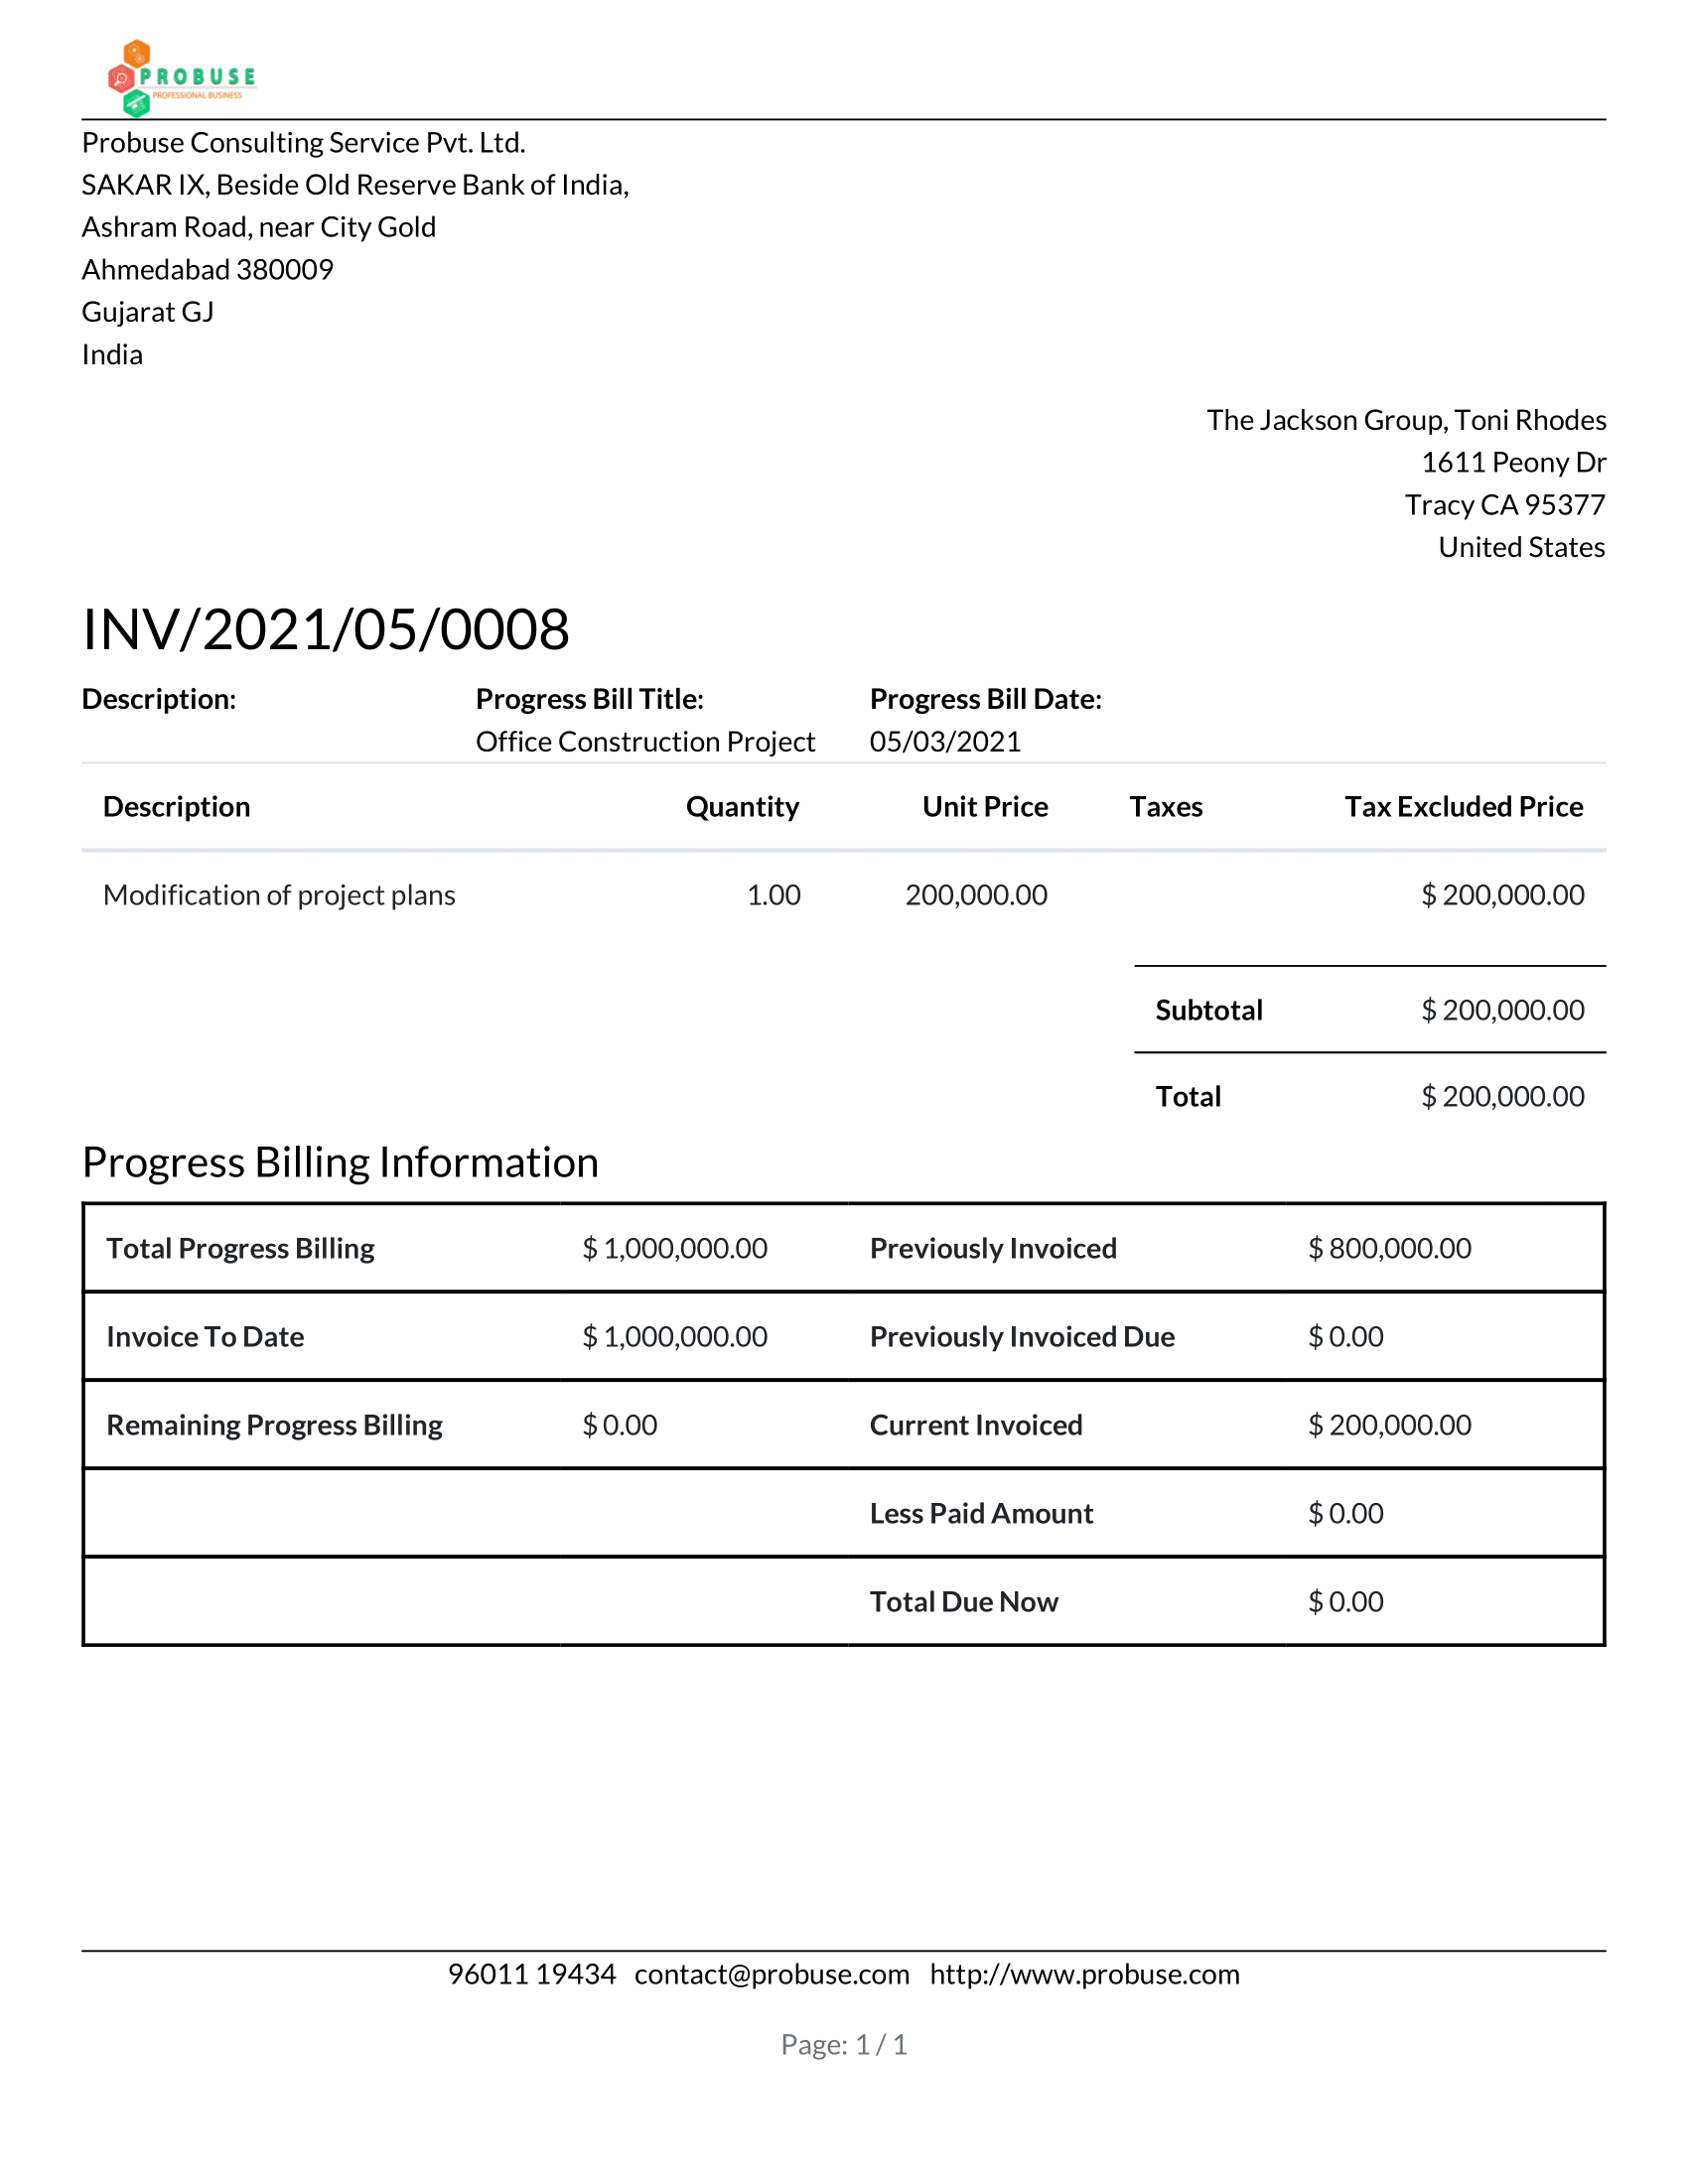 PROBUSE
PROFESSIONAL BUSINESS
Probuse Consulting Service Pvt. Ltd.
SAKAR IX, Beside Old Reserve Bank of India,
Ashram Road, near City Gold
Ahmedabad 380009
Gujarat GJ
India
The Jackson Group, Toni Rhodes
1611 Peony Dr
Tracy CA 95377
United States
INV/2021/05/0008
Description: Progress Bill Title: Progress Bill Date:
Office Construction Project 05/03/2021
Description Quantity Unit Price Taxes Tax Excluded Price
Modification of project plans 1.00 200,000.00 $ 200,000.00
Subtotal $ 200,000.00
Total $ 200,000.00
Progress Billing Information
Total Progress Billing $ 1,000,000.00 Previously Invoiced $ 800,000.00
Invoice To Date $ 1,000,000.00 Previously Invoiced Due $ 0.00
Remaining Progress Billing $ 0.00 Current Invoiced $ 200,000.00
Less Paid Amount $ 0.00
Total Due Now $ 0.00
96011 19434 contact@probuse.com http://www.probuse.com
Page: 1 / 1